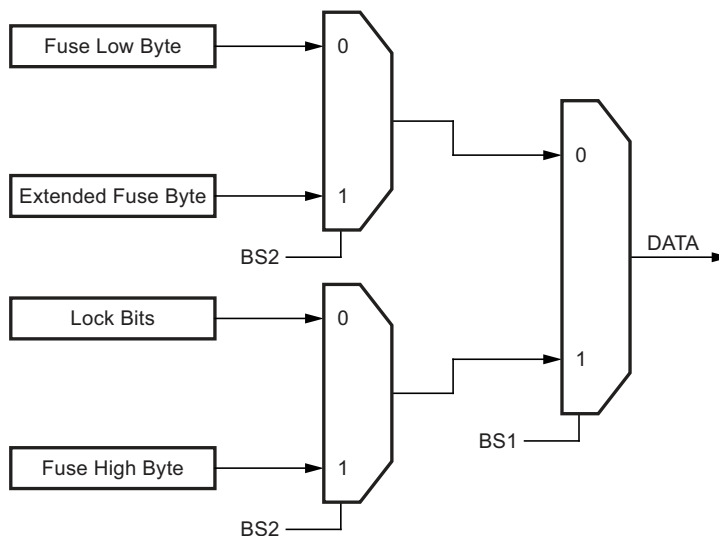 Fuse Low Byte
0
Extended Fuse Byte
1
BS2
0
DATA
Lock Bits
0
1
Fuse High Byte
1
BS1
BS2